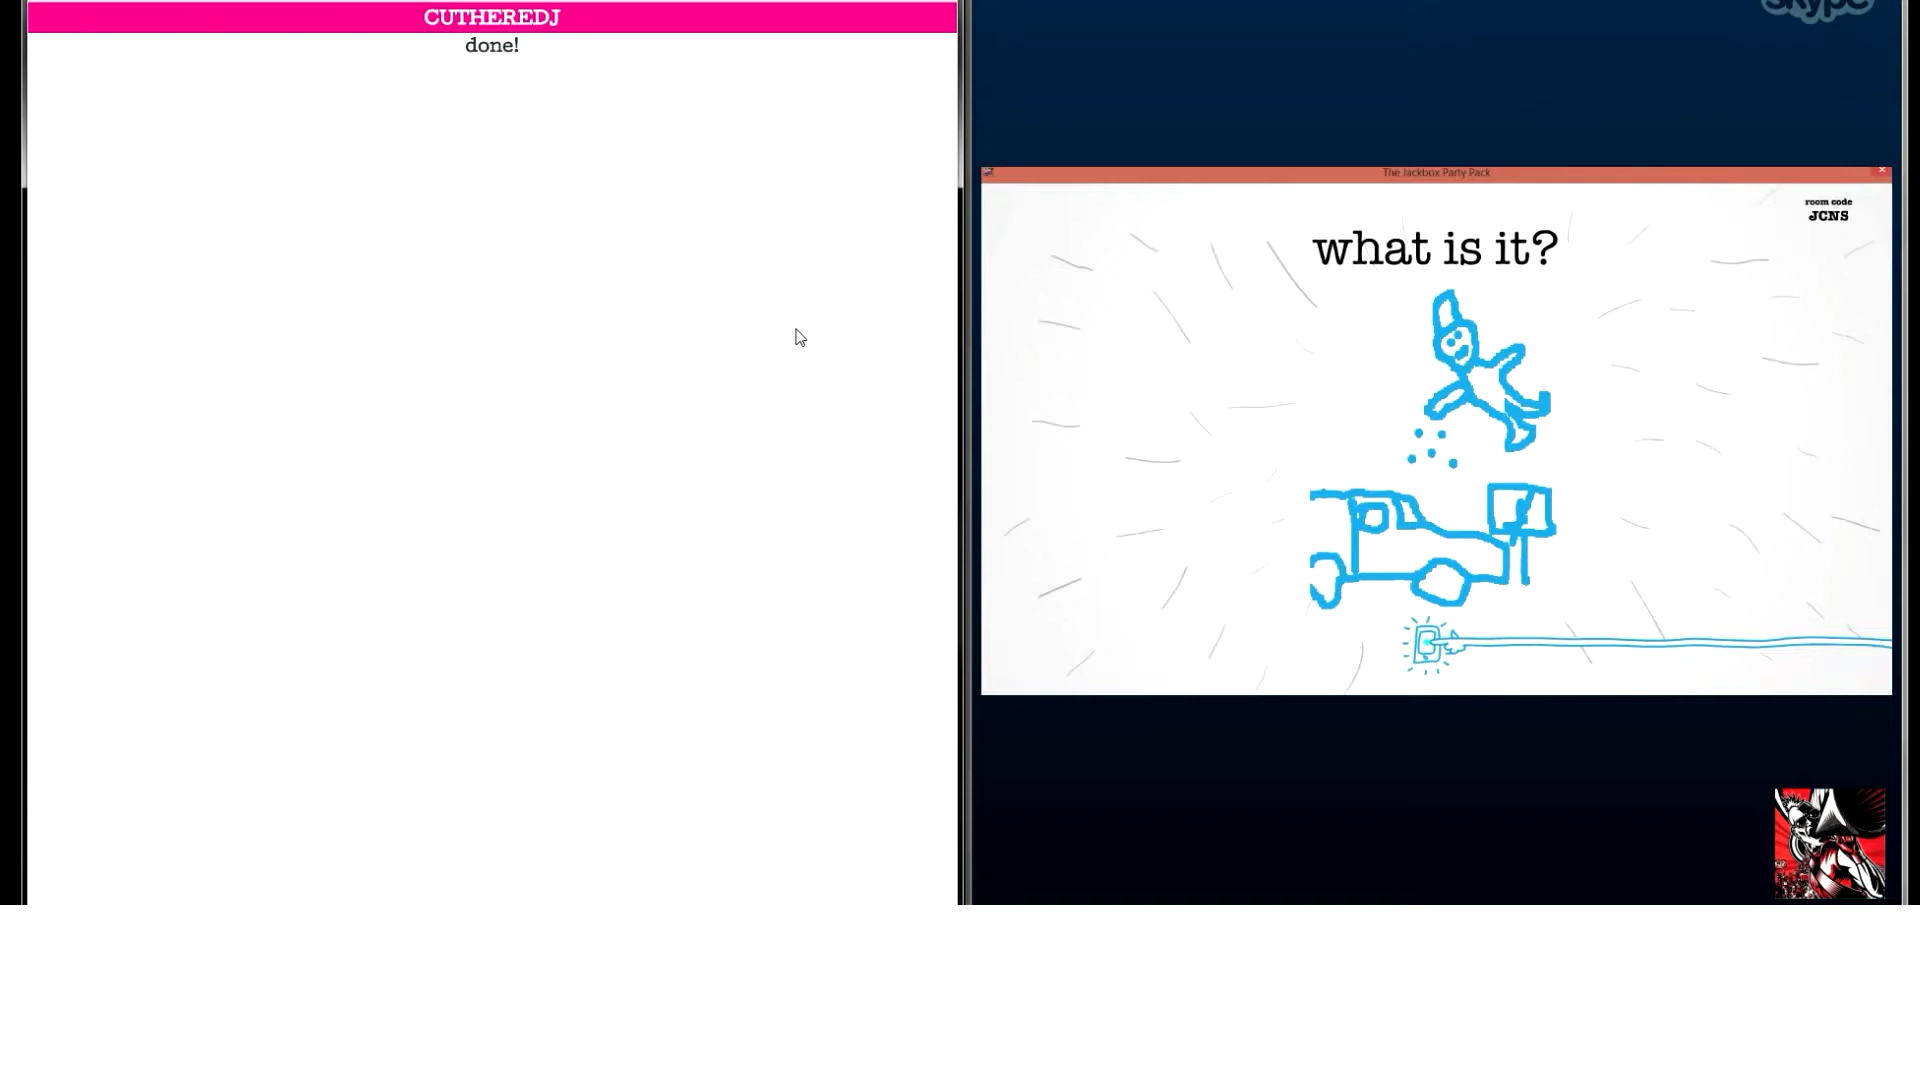 CUTHEREDJ
done!
skype
The Jackbox Party Pack
room code
JCNS
what is it?